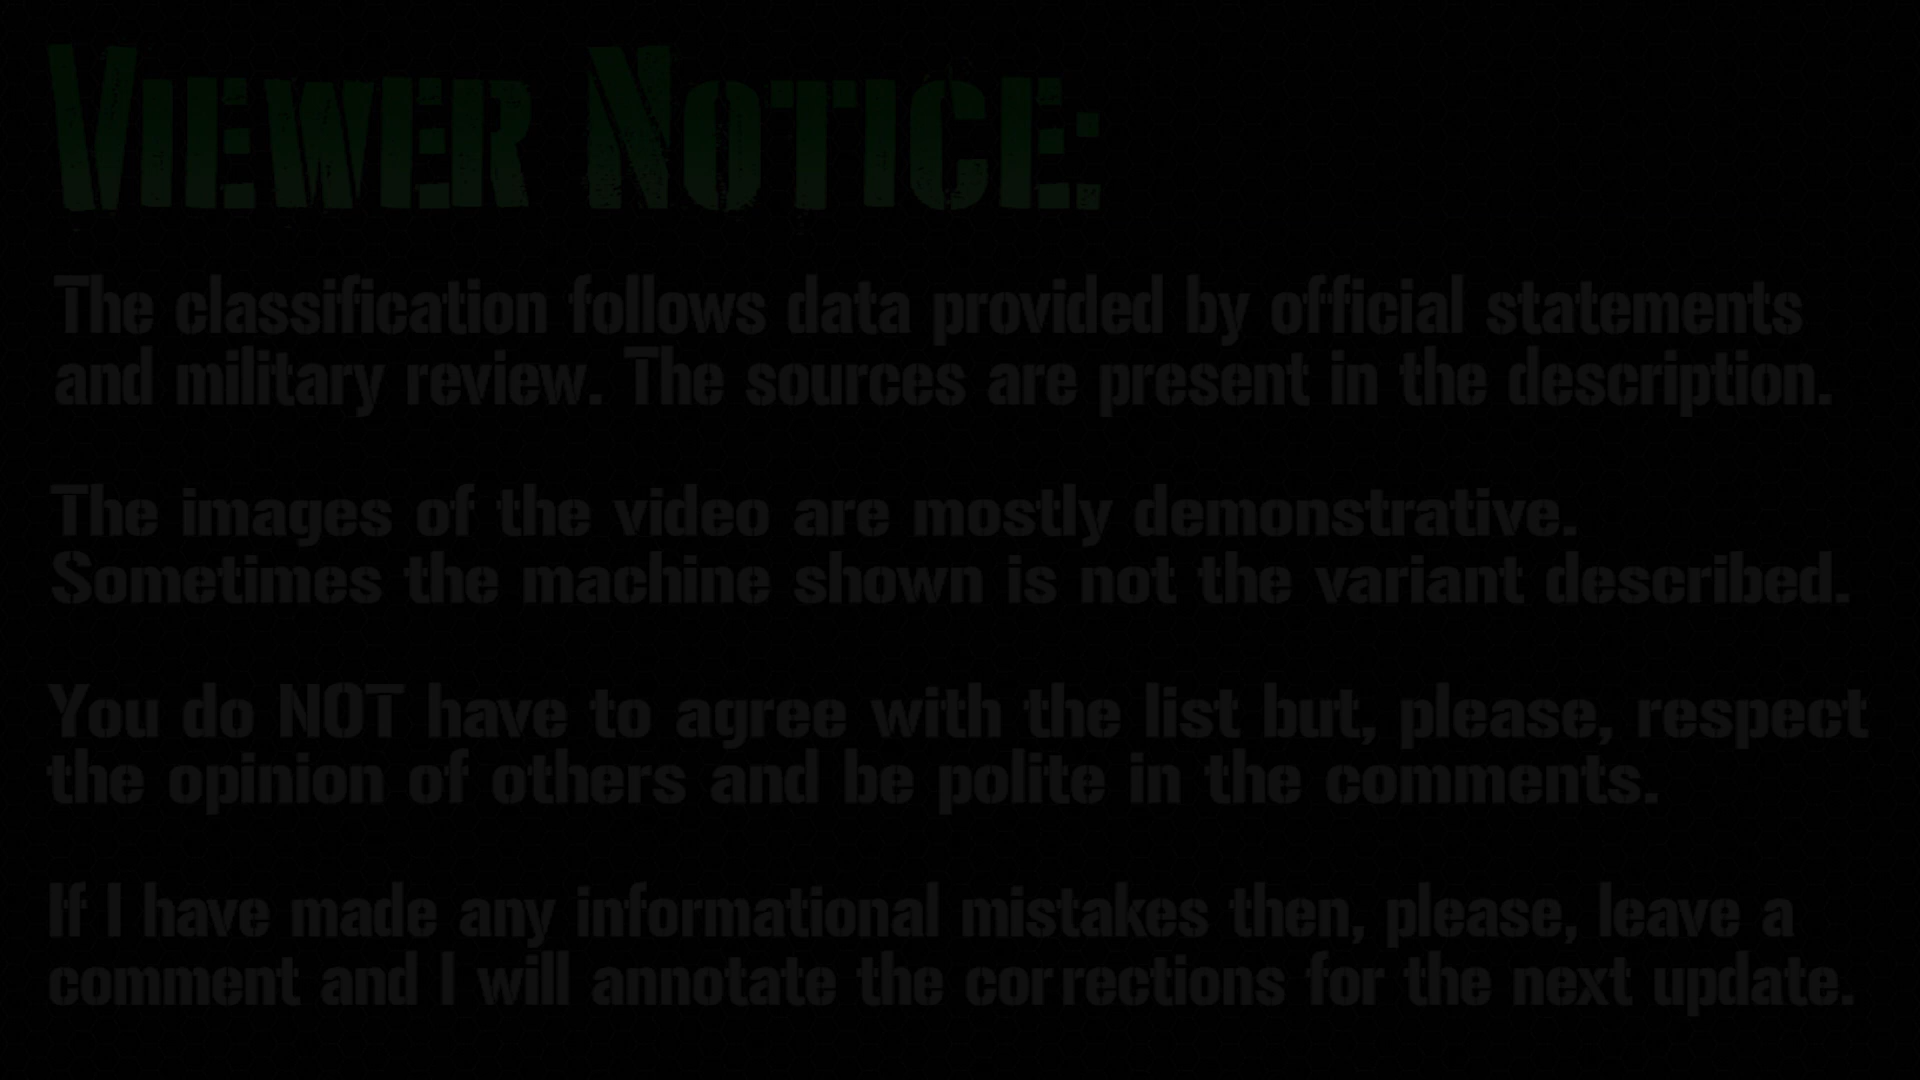 Viewer Notice:
The classification follows data provided by official statements
and military review. The sources are present in the description.
The images of the video are mostly demonstrative.
Sometimes the machine shown is not the variant described.
You do NOT have to agree with the list but, please, respect
the opinion of others and be polite in the comments.
If I have made any informational mistakes then, please, leave a
comment and I will annotate the corrections for the next update.